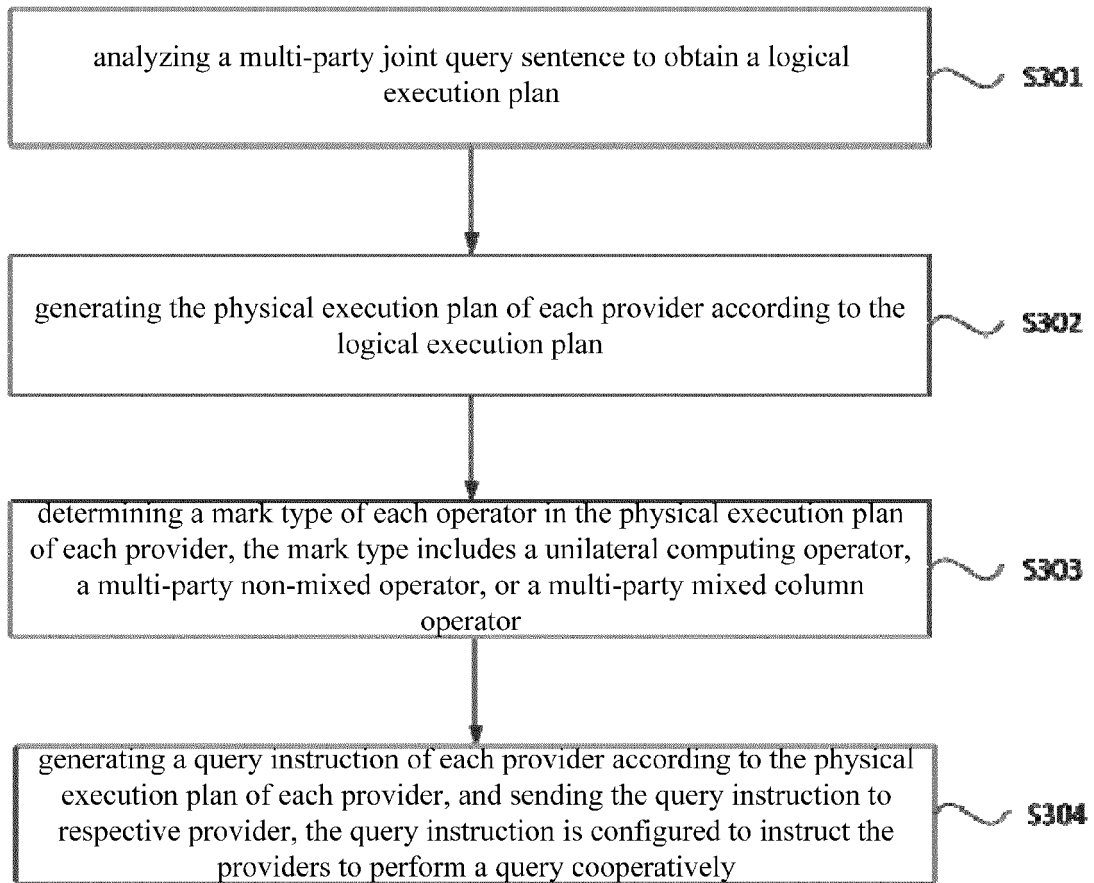 analyzing a multi-party joint query sentence to obtain a logical
execution plan
S301
generating the physical execution plan of each provider according to the
logical execution plan
S302
determining a mark type of each operator in the physical execution plan
of each provider, the mark type includes a unilateral computing operator,
a multi-party non-mixed operator, or a multi-party mixed column
operator
S303
generating a query instruction of each provider according to the physical
execution plan of each provider, and sending the query instruction to
respective provider, the query instruction is configured to instruct the
providers to perform a query cooperatively
S304